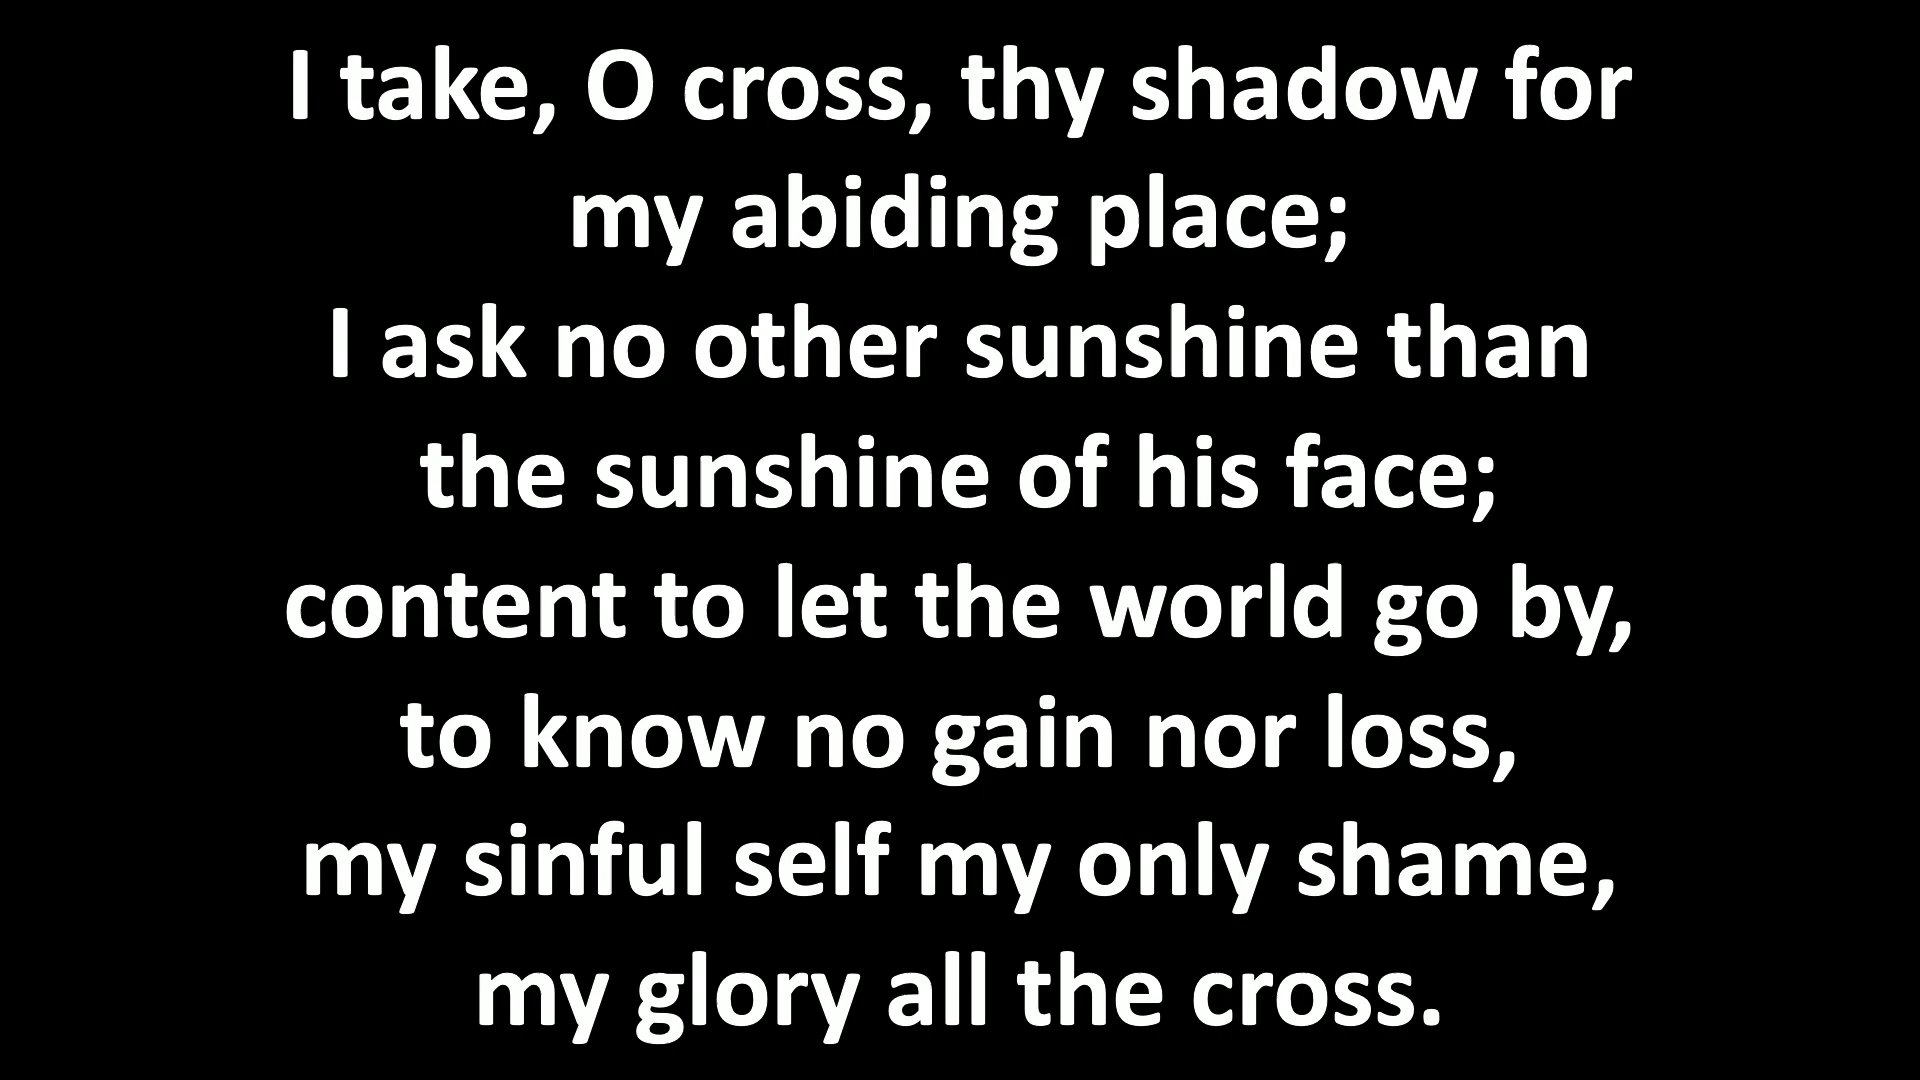 I take, O cross, thy shadow for
my abiding place;
I ask no other sunshine than
the sunshine of his face;
content to let the world go by,
to know no gain nor loss,
my sinful self my only shame,
my glory all the cross.